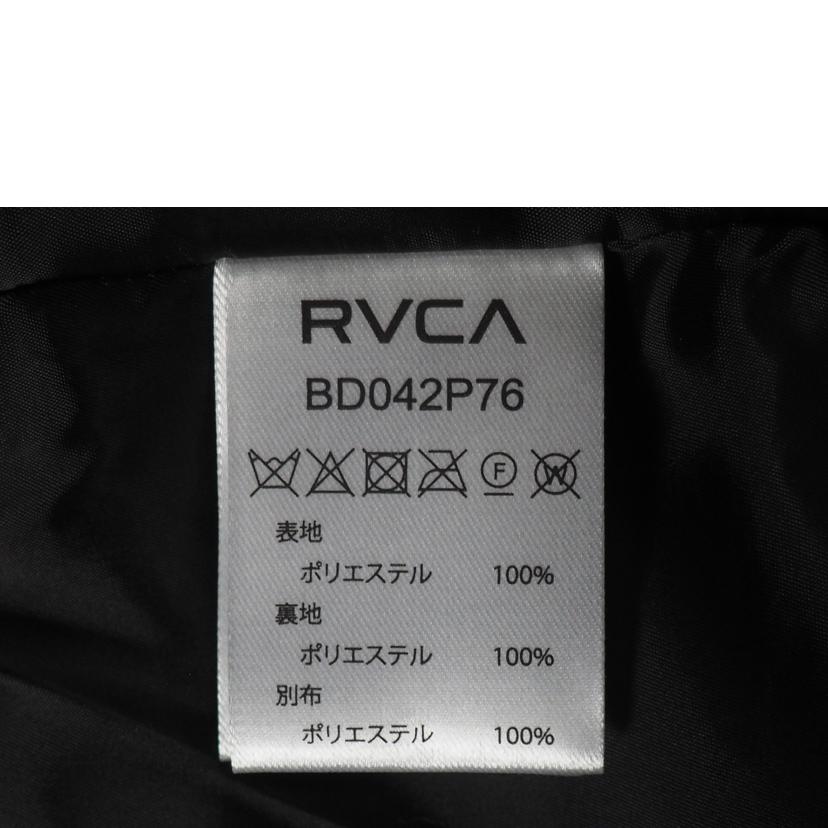 RVCA
BD042P76
F W
表地
ポリエステル 100%
裏地
ポリエステル 100%
別布
ポリエステル 100%